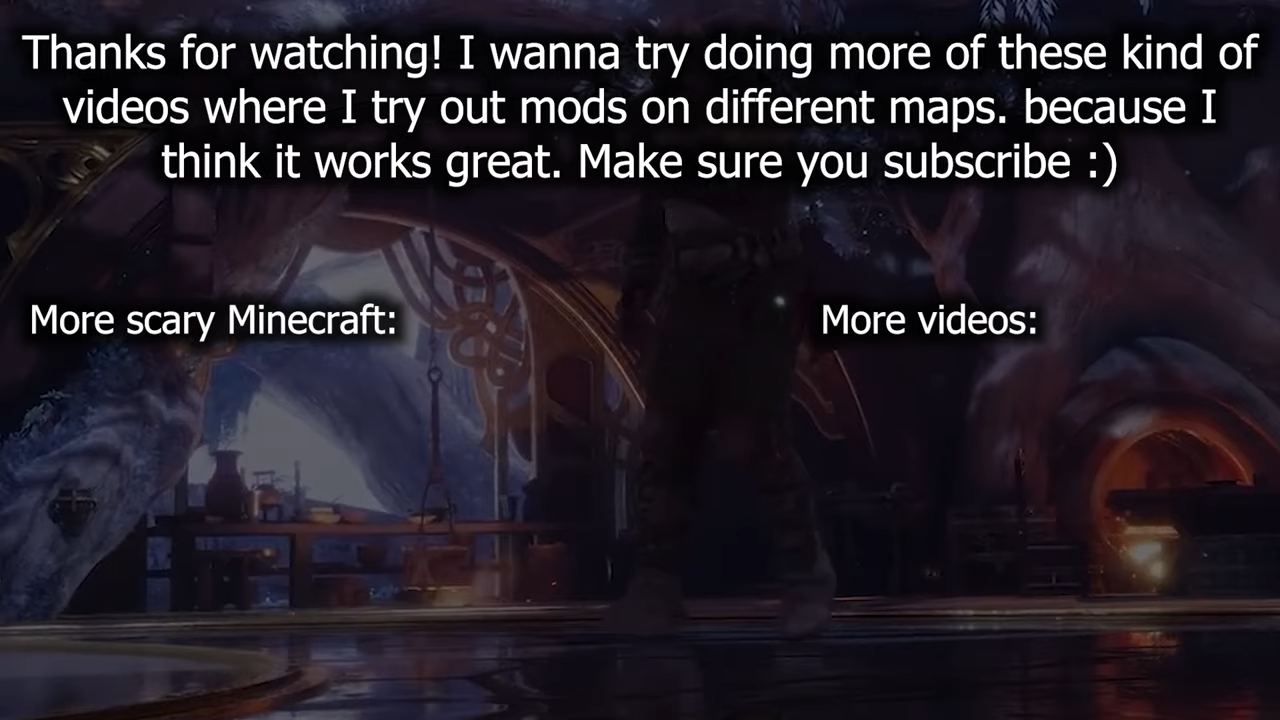 Thanks for watching! I wanna try doing more of these kind of
videos where I try out mods on different maps. because I
think it works great. Make sure you subscribe :)
More scary Minecraft:
More videos: